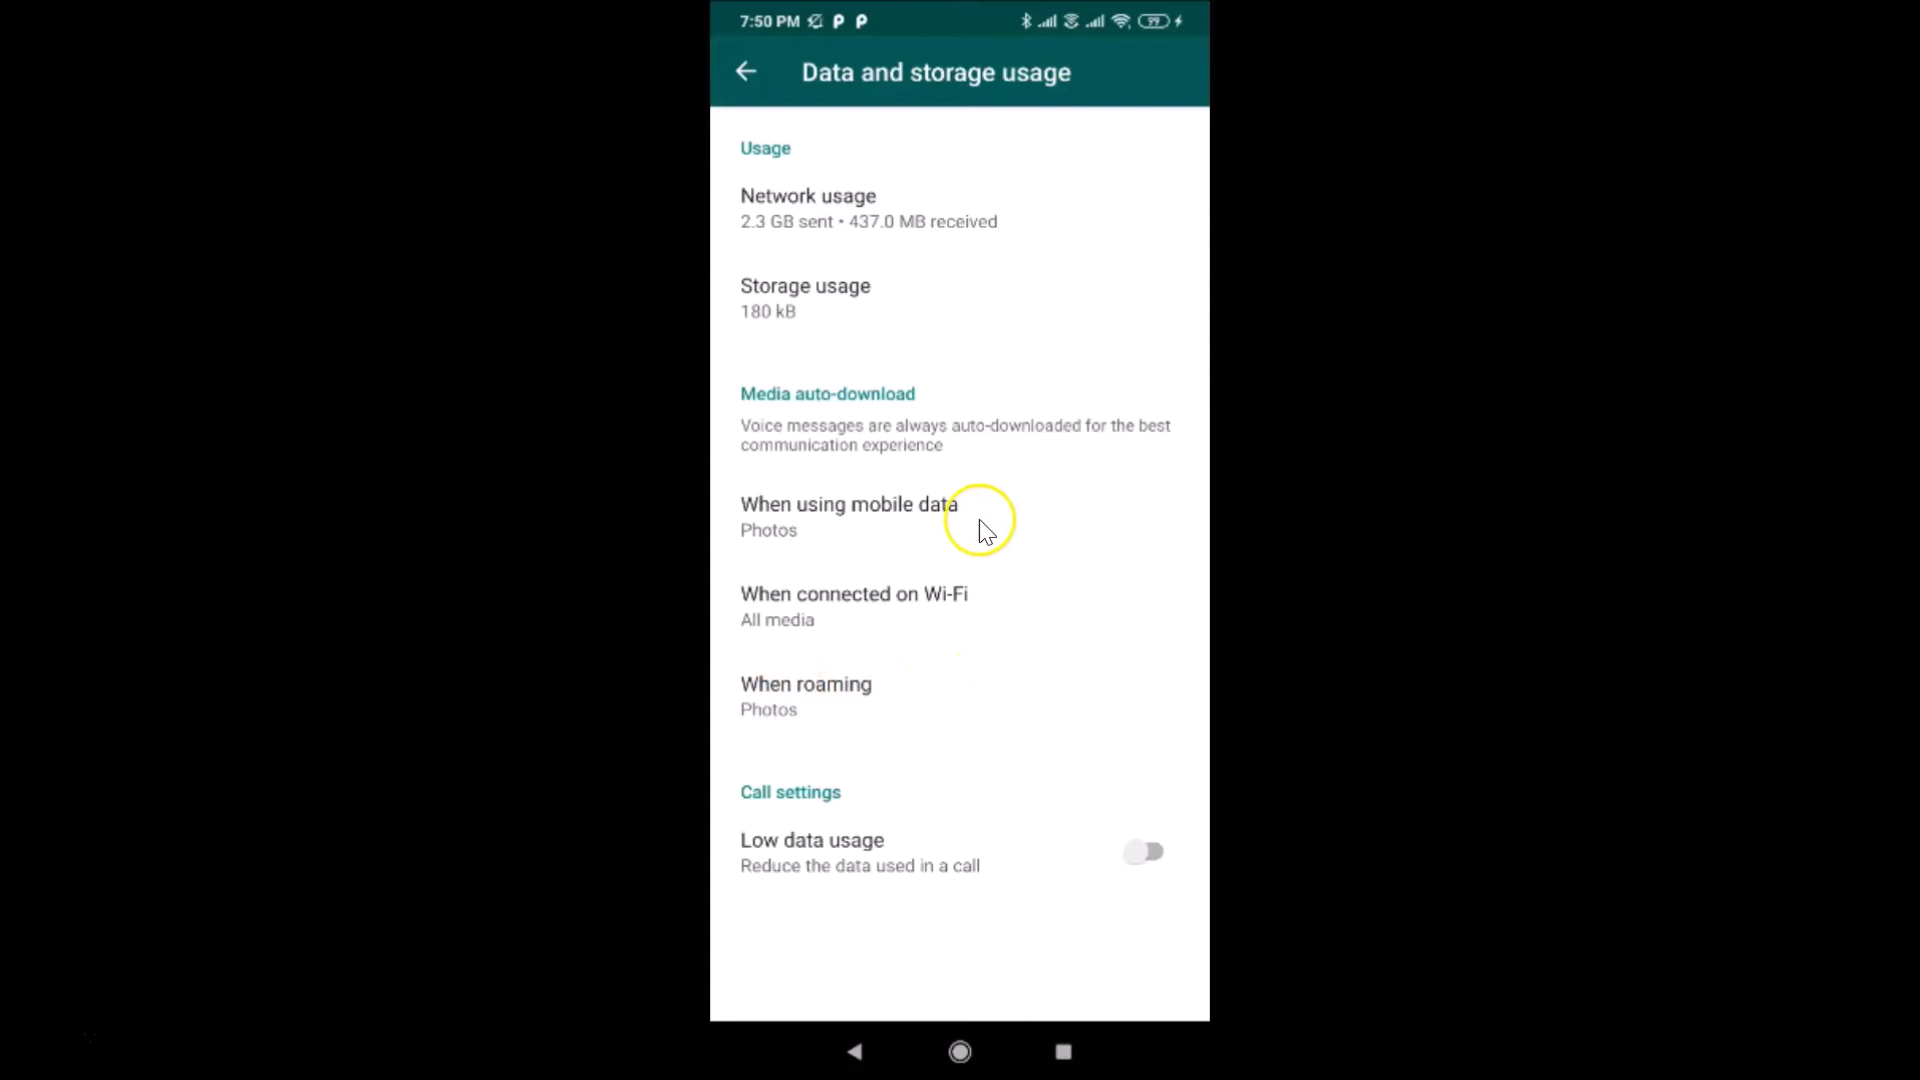 7:50 PM
99
Data and storage usage
Usage
Network usage
2.3 GB sent • 437.0 MB received
Storage usage
180 kB
Media auto-download
Voice messages are always auto-downloaded for the best
communication experience
When using mobile data
Photos
When connected on Wi-Fi
All media
When roaming
Photos
Call settings
Low data usage
Reduce the data used in a call